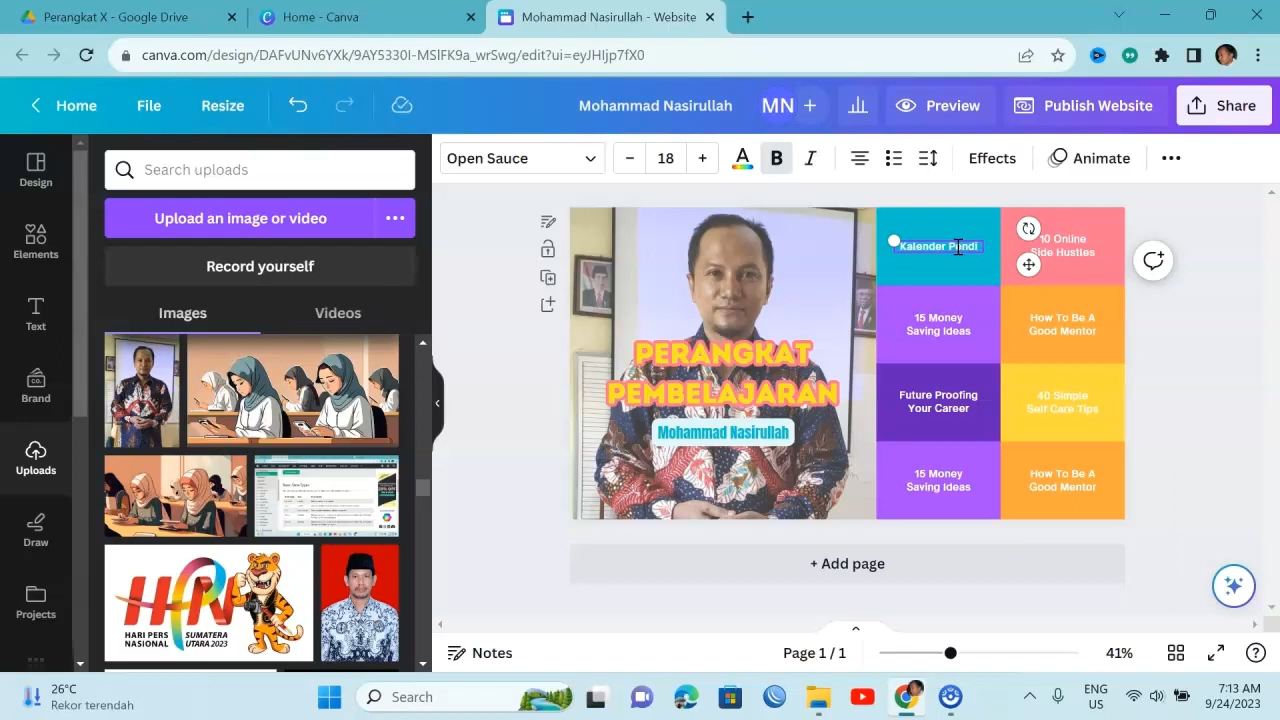 Perangkat X - Google Drive
Home - Canva
Mohammad Nasirullah - Website
canva.com/design/DAFvUNv6YXk/9AY5330I-MSlFK9a_wrSwg/edit?ui=eyJHIjp7fX0
Home
File
Resize
Mohammad Nasirullah
MN
Preview
Publish Website
Share
Design
Elements
Text
Brand
Uploads
Draw
Projects
Search uploads
Upload an image or video
Record yourself
Images
Videos
HARI PERS
NASIONAL
SUMATERA
UTARA 2023
Open Sauce
18
A
B
I
Effects
Animate
PERANGKAT
PEMBELAJARAN
Mohammad Nasirullah
Kalender Pendi
10 Online
Side Hustles
15 Money
Saving Ideas
How To Be A
Good Mentor
Future Proofing
Your Career
40 Simple
Self Care Tips
15 Money
Saving Ideas
How To Be A
Good Mentor
+ Add page
Notes
Page 1 / 1
41%
26°C
Rekor terendah
Search
ENG
US
7:13 AM
9/24/2023